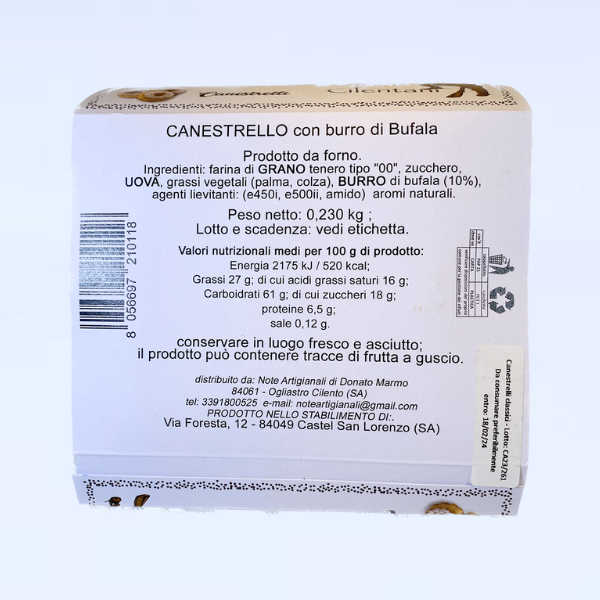 Canestrelli
Cilentani
CANESTRELLO con burro di Bufala
Prodotto da forno.
Ingredienti: farina di GRANO tenero tipo "00", zucchero,
UOVA, grassi vegetali (palma, colza), BURRO di bufala (10%),
agenti lievitanti: (e450i, e500ii, amido) aromi naturali.
Peso netto: 0,230 kg ;
Lotto e scadenza: vedi etichetta.
Valori nutrizionali medi per 100 g di prodotto:
Energia 2175 kJ / 520 kcal;
Grassi 27 g; di cui acidi grassi saturi 16 g;
Carboidrati 61 g; di cui zuccheri 18 g;
proteine 6,5 g;
sale 0,12 g.
conservare in luogo fresco e asciutto;
il prodotto può contenere tracce di frutta a guscio.
distribuito da: Note Artigianali di Donato Marmo
84061 - Ogliastro Cilento (SA)
tel: 3391800525 e-mail: noteartigianali@gmail.com
PRODOTTO NELLO STABILIMENTO DI:.
Via Foresta, 12 - 84049 Castel San Lorenzo (SA)
8 056697 210118
PAP 21
CARTA
PLASTICA
Canestrelli classici - Lotto: CA23/261
Da consumare preferibilmente
entro: 18/02/24